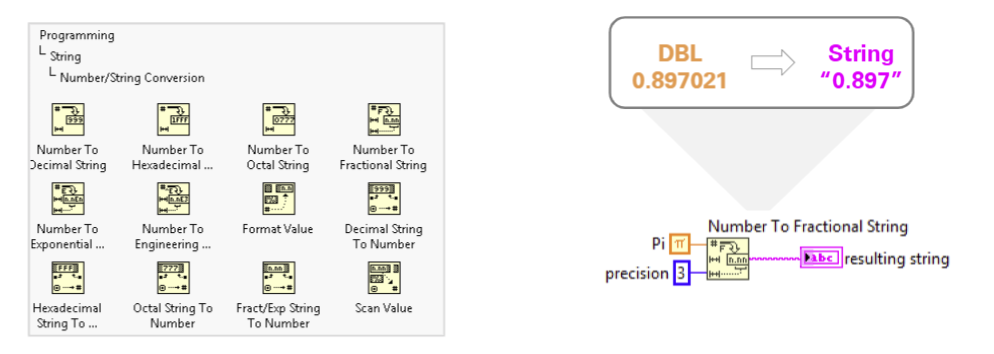 Programming
String
Number/String Conversion
Number To
Decimal String
Number To
Hexadecimal ...
Number To
Octal String
Number To
Fractional String
Number To
Exponential ...
Number To
Engineering ...
Format Value
Decimal String
To Number
Hexadecimal
String To ...
Octal String To
Number
Fract/Exp String
To Number
Scan Value
DBL
0.897021
String
“0.897”
Number To Fractional String
Pi π
precision 3
abc resulting string